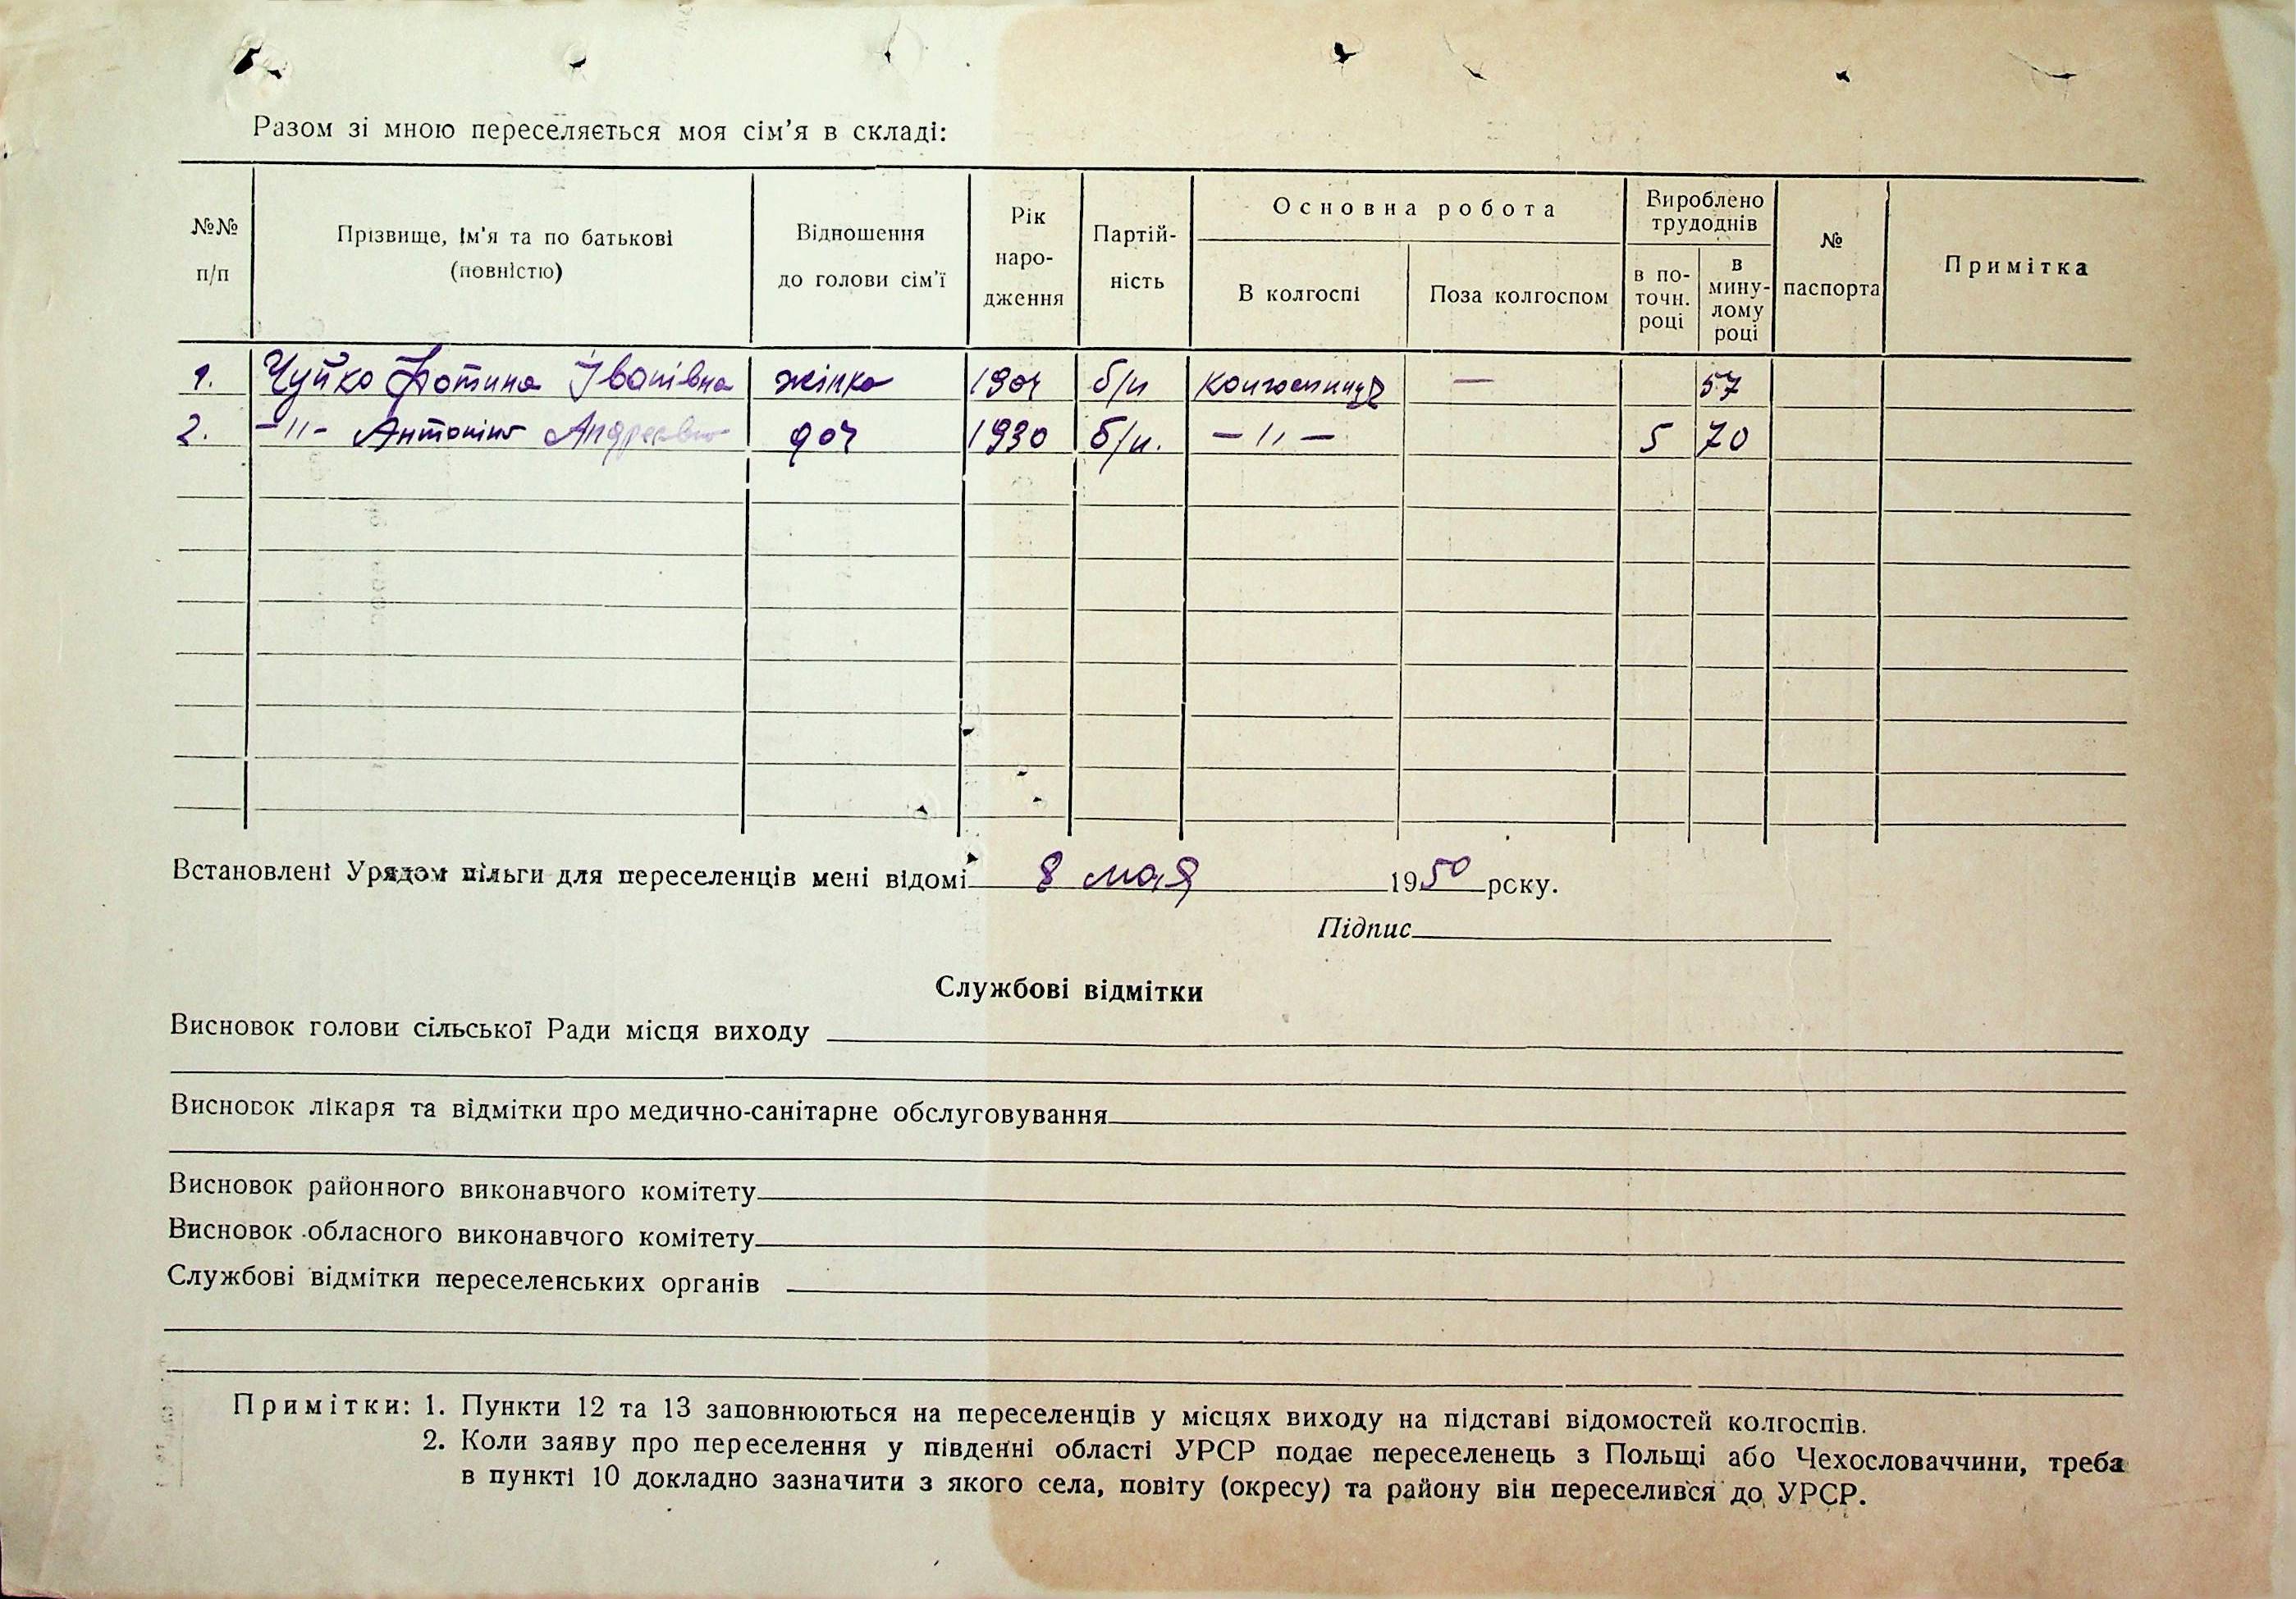 Разом зі мною переселяється моя сім’я в складі:
№№ п/п | Прізвище, ім’я та по батькові (повністю) | Відношення до голови сім’ї | Рік народження | Партійність | Основна робота | Вироблено трудоднів | № паспорта | Примітка
В колгоспі | Поза колгоспом | в поточн. році | в минулому році
1. Чуйко Фотина Іванівна жінка 1904 б/п колгоспниця — 57
2. -〃- Антоніна Андреевна доч 1930 б/п. -〃- 5 70
Встановлені Урядом пільги для переселенців мені відомі 8 мая 1950 року.
Підпис
Службові відмітки
Висновок голови сільської Ради місця виходу
Висновок лікаря та відмітки про медично-санітарне обслуговування
Висновок районного виконавчого комітету
Висновок обласного виконавчого комітету
Службові відмітки переселенських органів
Примітки: 1. Пункти 12 та 13 заповнюються на переселенців у місцях виходу на підставі відомостей колгоспів.
2. Коли заяву про переселення у південні області УРСР подає переселенець з Польщі або Чехословаччини, треба
в пункті 10 докладно зазначити з якого села, повіту (окресу) та району він переселився до УРСР.